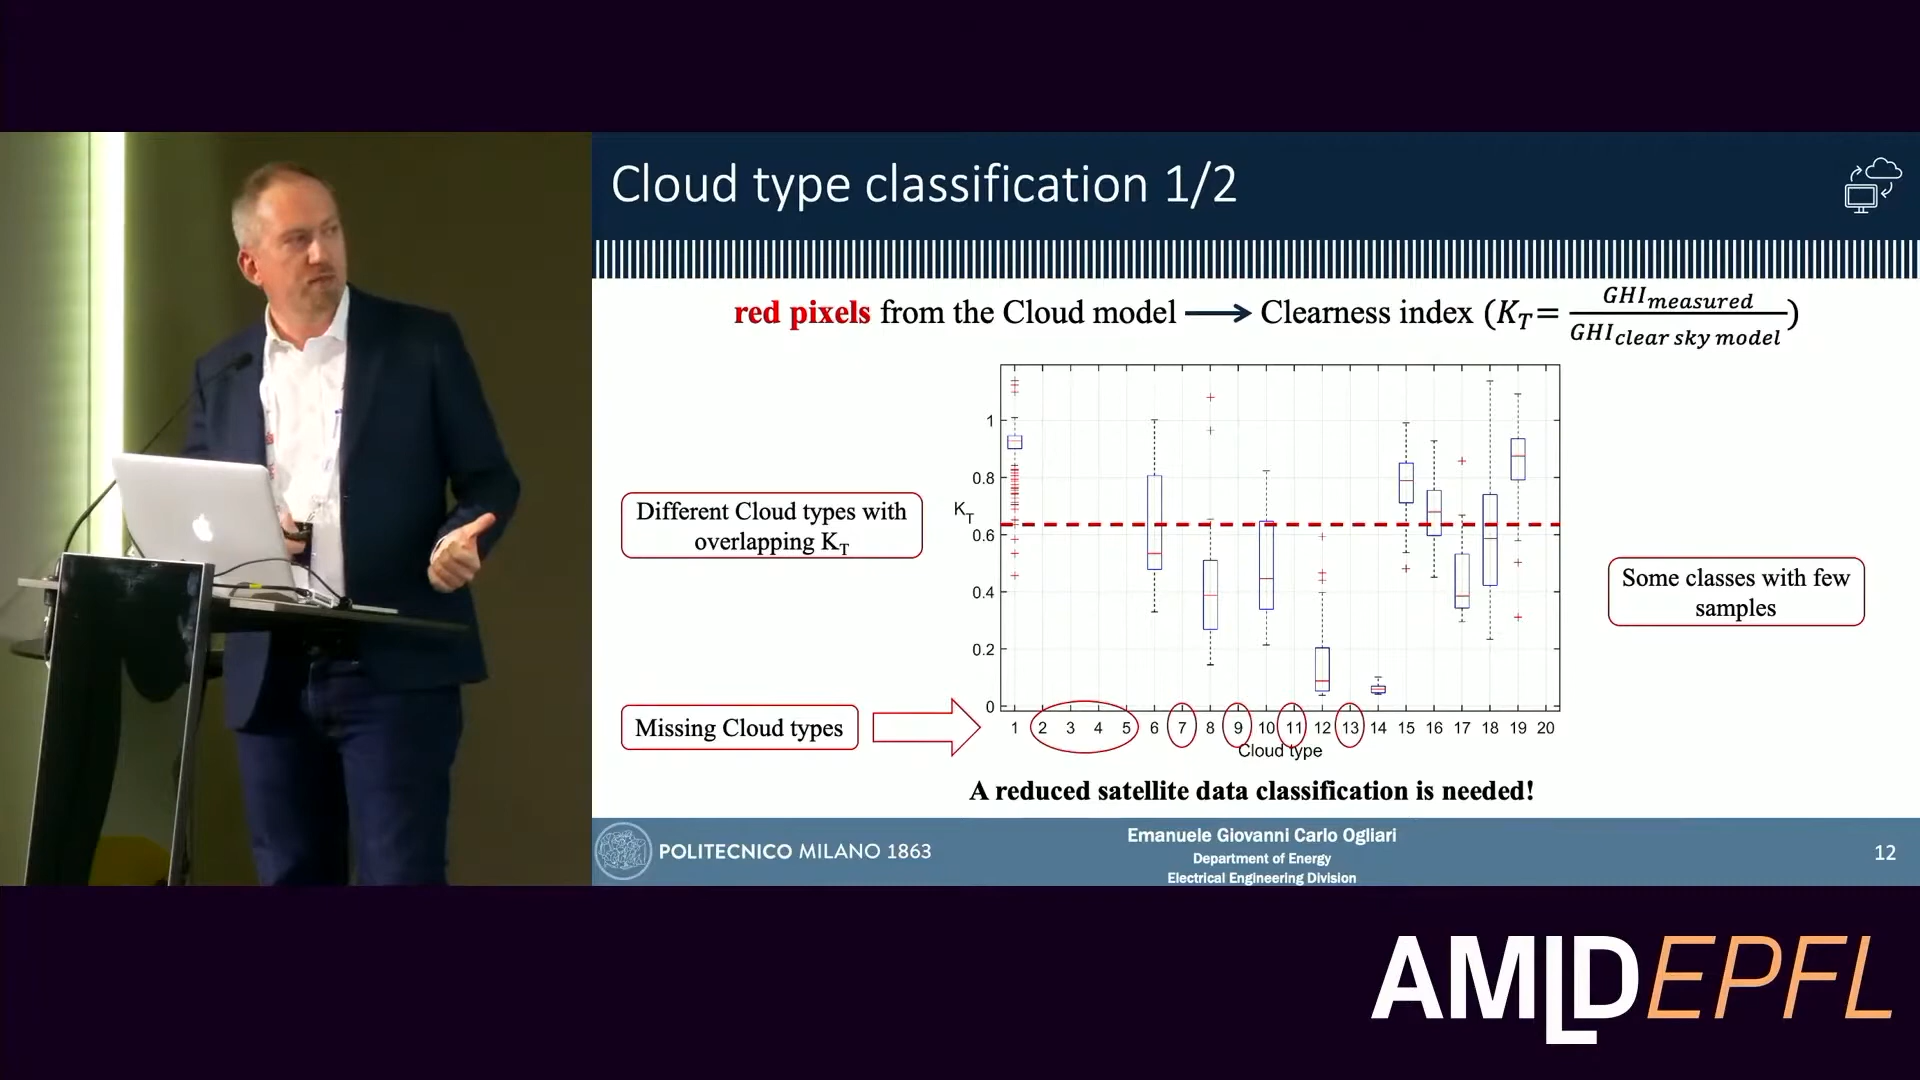 Cloud type classification 1/2
red pixels from the Cloud model → Clearness index (K_T = GHI_measured / GHI_clear sky model)
Different Cloud types with
overlapping K_T
Missing Cloud types
K_T
1
0.8
0.6
0.4
0.2
0
1 2 3 4 5 6 7 8 9 10 11 12 13 14 15 16 17 18 19 20
Cloud type
Some classes with few
samples
A reduced satellite data classification is needed!
POLITECNICO MILANO 1863
Emanuele Giovanni Carlo Ogliari
Department of Energy
Electrical Engineering Division
12
AMLDEPFL